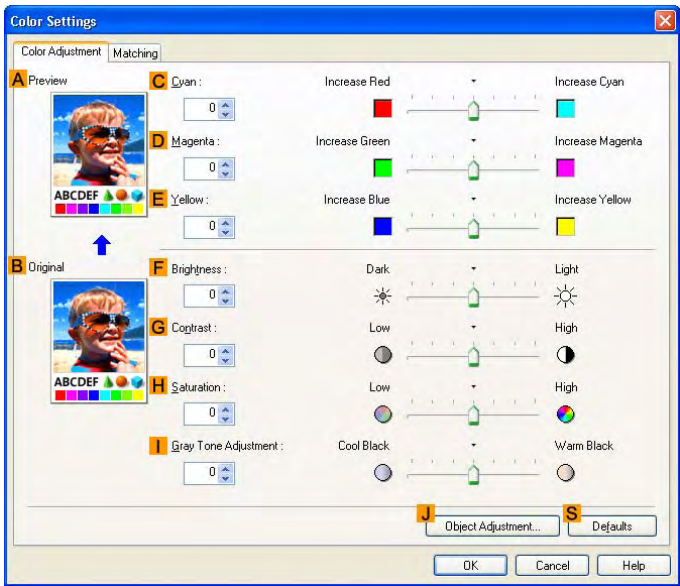 Color Settings
Color Adjustment Matching
A Preview
C Cyan : Increase Red Increase Cyan
0
D Magenta : Increase Green Increase Magenta
0
ABCDEF
E Yellow : Increase Blue Increase Yellow
0
B Original
F Brightness : Dark Light
0
G Contrast : Low High
0
ABCDEF
H Saturation : Low High
0
I Gray Tone Adjustment : Cool Black Warm Black
0
J Object Adjustment... S Defaults
OK Cancel Help